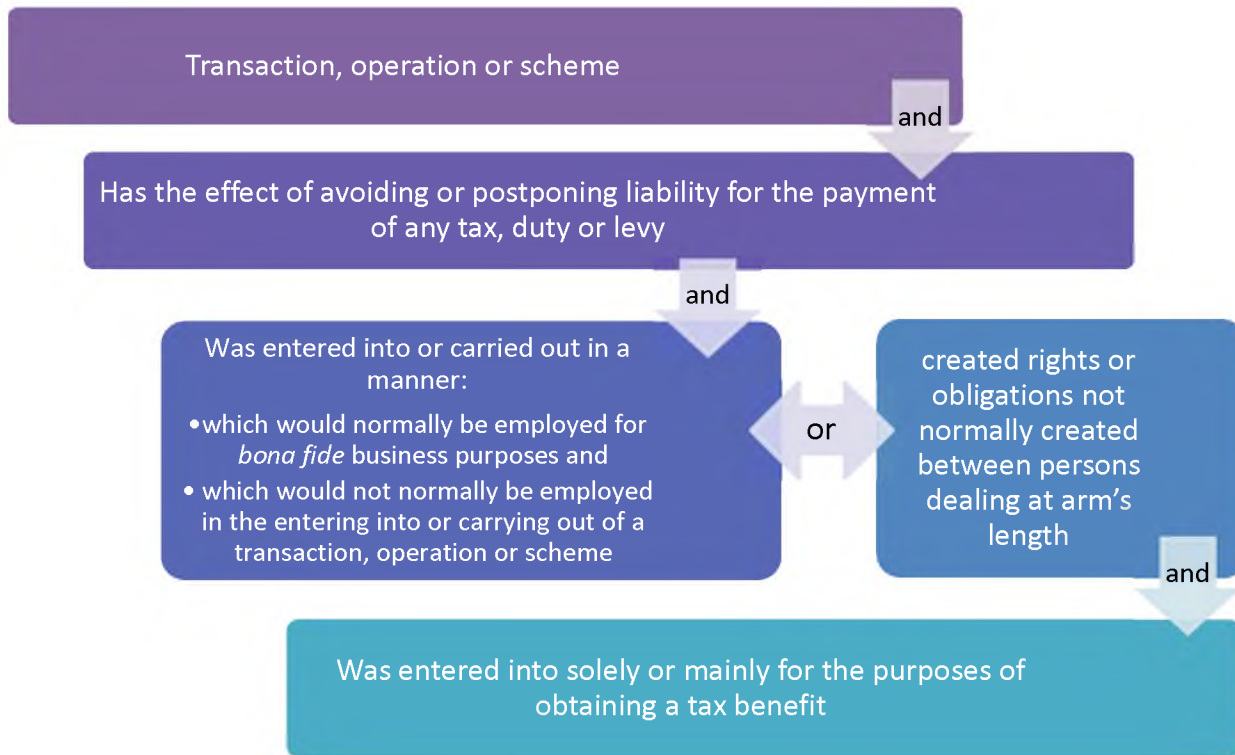 Transaction, operation or scheme
and
Has the effect of avoiding or postponing liability for the payment
of any tax, duty or levy
and
Was entered into or carried out in a
manner:
•which would normally be employed for
bona fide business purposes and
• which would not normally be employed
in the entering into or carrying out of a
transaction, operation or scheme
or
created rights or
obligations not
normally created
between persons
dealing at arm's
length
and
Was entered into solely or mainly for the purposes of
obtaining a tax benefit